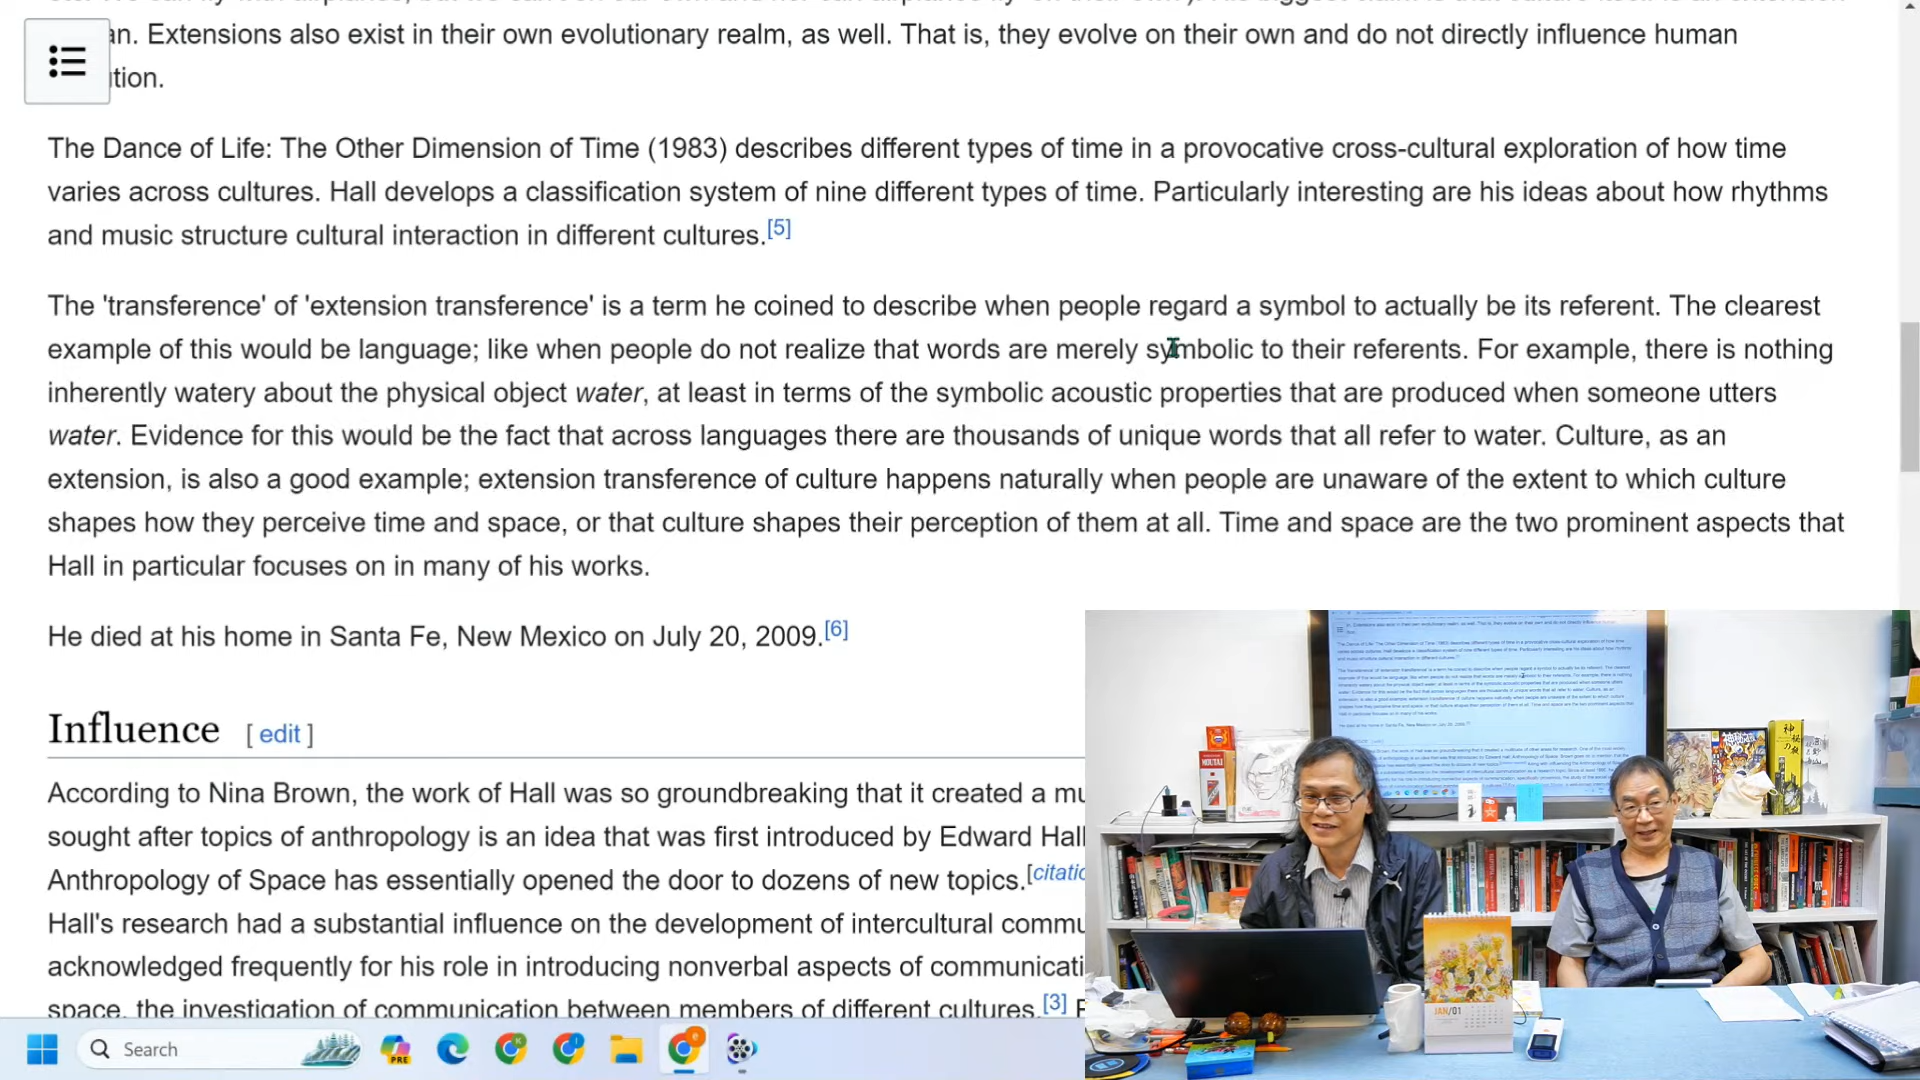 an. Extensions also exist in their own evolutionary realm, as well. That is, they evolve on their own and do not directly influence human
tion.
The Dance of Life: The Other Dimension of Time (1983) describes different types of time in a provocative cross-cultural exploration of how time
varies across cultures. Hall develops a classification system of nine different types of time. Particularly interesting are his ideas about how rhythms
and music structure cultural interaction in different cultures.[5]
The 'transference' of 'extension transference' is a term he coined to describe when people regard a symbol to actually be its referent. The clearest
example of this would be language; like when people do not realize that words are merely symbolic to their referents. For example, there is nothing
inherently watery about the physical object water, at least in terms of the symbolic acoustic properties that are produced when someone utters
water. Evidence for this would be the fact that across languages there are thousands of unique words that all refer to water. Culture, as an
extension, is also a good example; extension transference of culture happens naturally when people are unaware of the extent to which culture
shapes how they perceive time and space, or that culture shapes their perception of them at all. Time and space are the two prominent aspects that
Hall in particular focuses on in many of his works.
He died at his home in Santa Fe, New Mexico on July 20, 2009.[6]
Influence [ edit ]
According to Nina Brown, the work of Hall was so groundbreaking that it created a mu
sought after topics of anthropology is an idea that was first introduced by Edward Hall
Anthropology of Space has essentially opened the door to dozens of new topics.[citatio
Hall's research had a substantial influence on the development of intercultural commu
acknowledged frequently for his role in introducing nonverbal aspects of communicati
space, the investigation of communication between members of different cultures.[3]
Search
PRE
MOUTAI
JAN/01